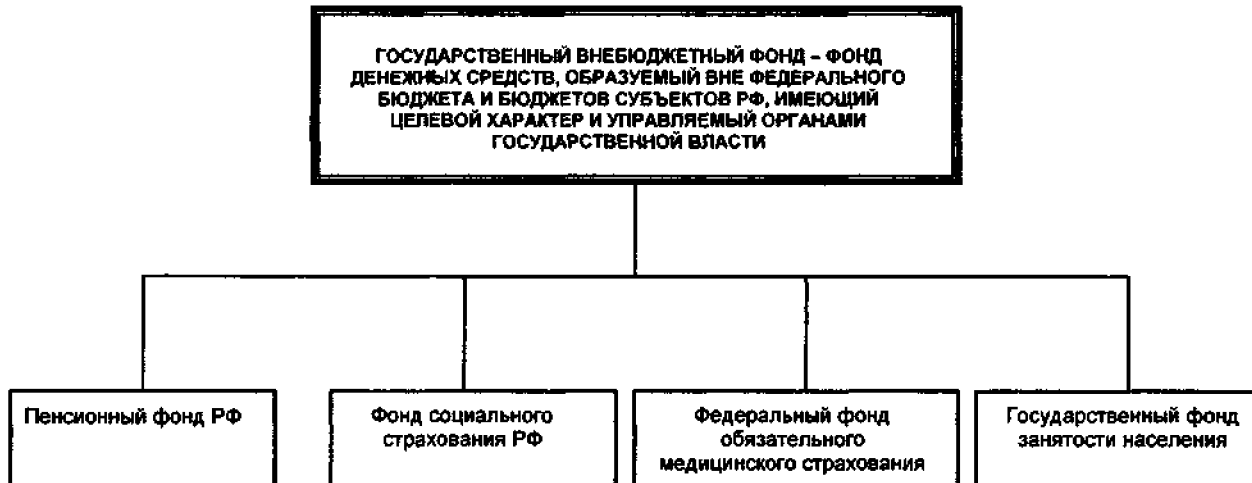 ГОСУДАРСТВЕННЫЙ ВНЕБЮДЖЕТНЫЙ ФОНД – ФОНД
ДЕНЕЖНЫХ СРЕДСТВ, ОБРАЗУЕМЫЙ ВНЕ ФЕДЕРАЛЬНОГО
БЮДЖЕТА И БЮДЖЕТОВ СУБЪЕКТОВ РФ, ИМЕЮЩИЙ
ЦЕЛЕВОЙ ХАРАКТЕР И УПРАВЛЯЕМЫЙ ОРГАНАМИ
ГОСУДАРСТВЕННОЙ ВЛАСТИ
Пенсионный фонд РФ
Фонд социального
страхования РФ
Федеральный фонд
обязательного
медицинского страхования
Государственный фонд
занятости населения